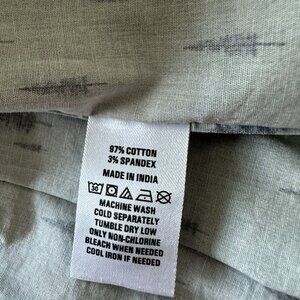 97% COTTON
3% SPANDEX
MADE IN INDIA
30
MACHINE WASH
COLD SEPARATELY
TUMBLE DRY LOW
ONLY NON-CHLORINE
BLEACH WHEN NEEDED
COOL IRON IF NEEDED